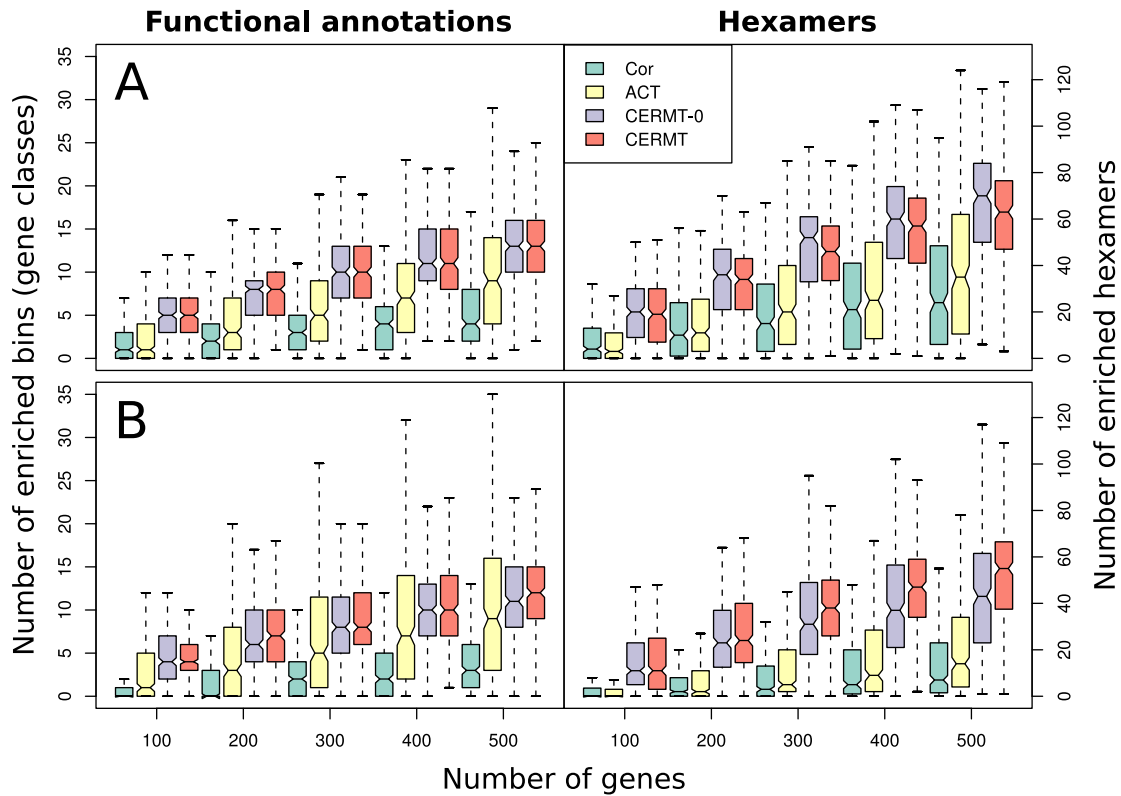 Functional annotations
Hexamers
A
Cor
ACT
CERMT-0
CERMT
35
30
25
20
15
10
5
0
120
100
80
60
40
20
0
B
35
30
25
20
15
10
5
0
120
100
80
60
40
20
0
Number of enriched bins (gene classes)
Number of enriched hexamers
100 200 300 400 500
100 200 300 400 500
Number of genes